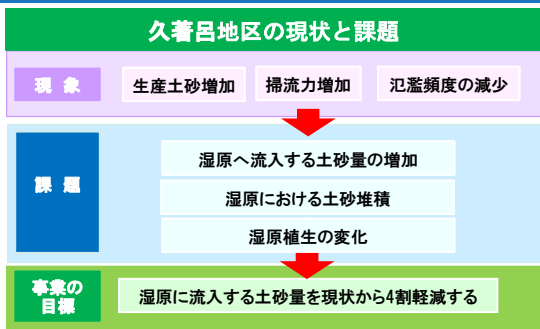 久著呂地区の現状と課題
現 象
生産土砂増加 掃流力増加 氾濫頻度の減少
課 題
湿原へ流入する土砂量の増加
湿原における土砂堆積
湿原植生の変化
事業の
目標
湿原に流入する土砂量を現状から4割軽減する